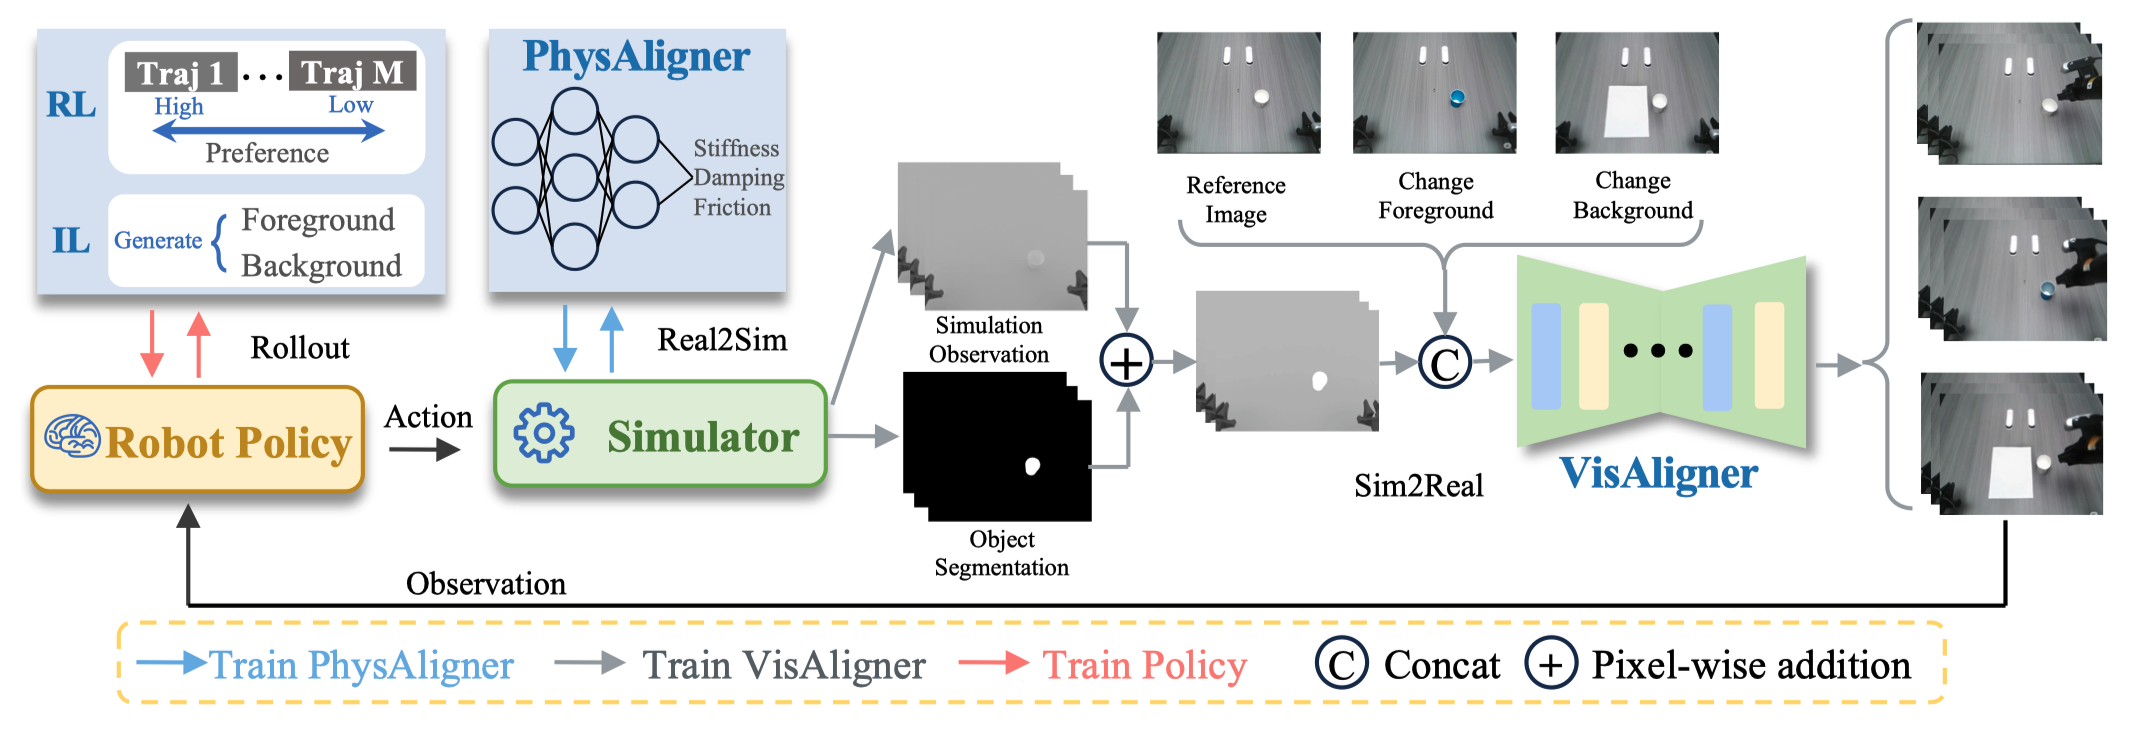 RL
Traj 1 ... Traj M
High Low
Preference
IL
Generate
Foreground
Background
Rollout
Robot Policy
Action
PhysAligner
Stiffness
Damping
Friction
Real2Sim
Simulator
Simulation
Observation
Object
Segmentation
+
Reference
Image
Change
Foreground
Change
Background
C
Sim2Real
VisAligner
Observation
Train PhysAligner
Train VisAligner
Train Policy
C Concat
+ Pixel-wise addition